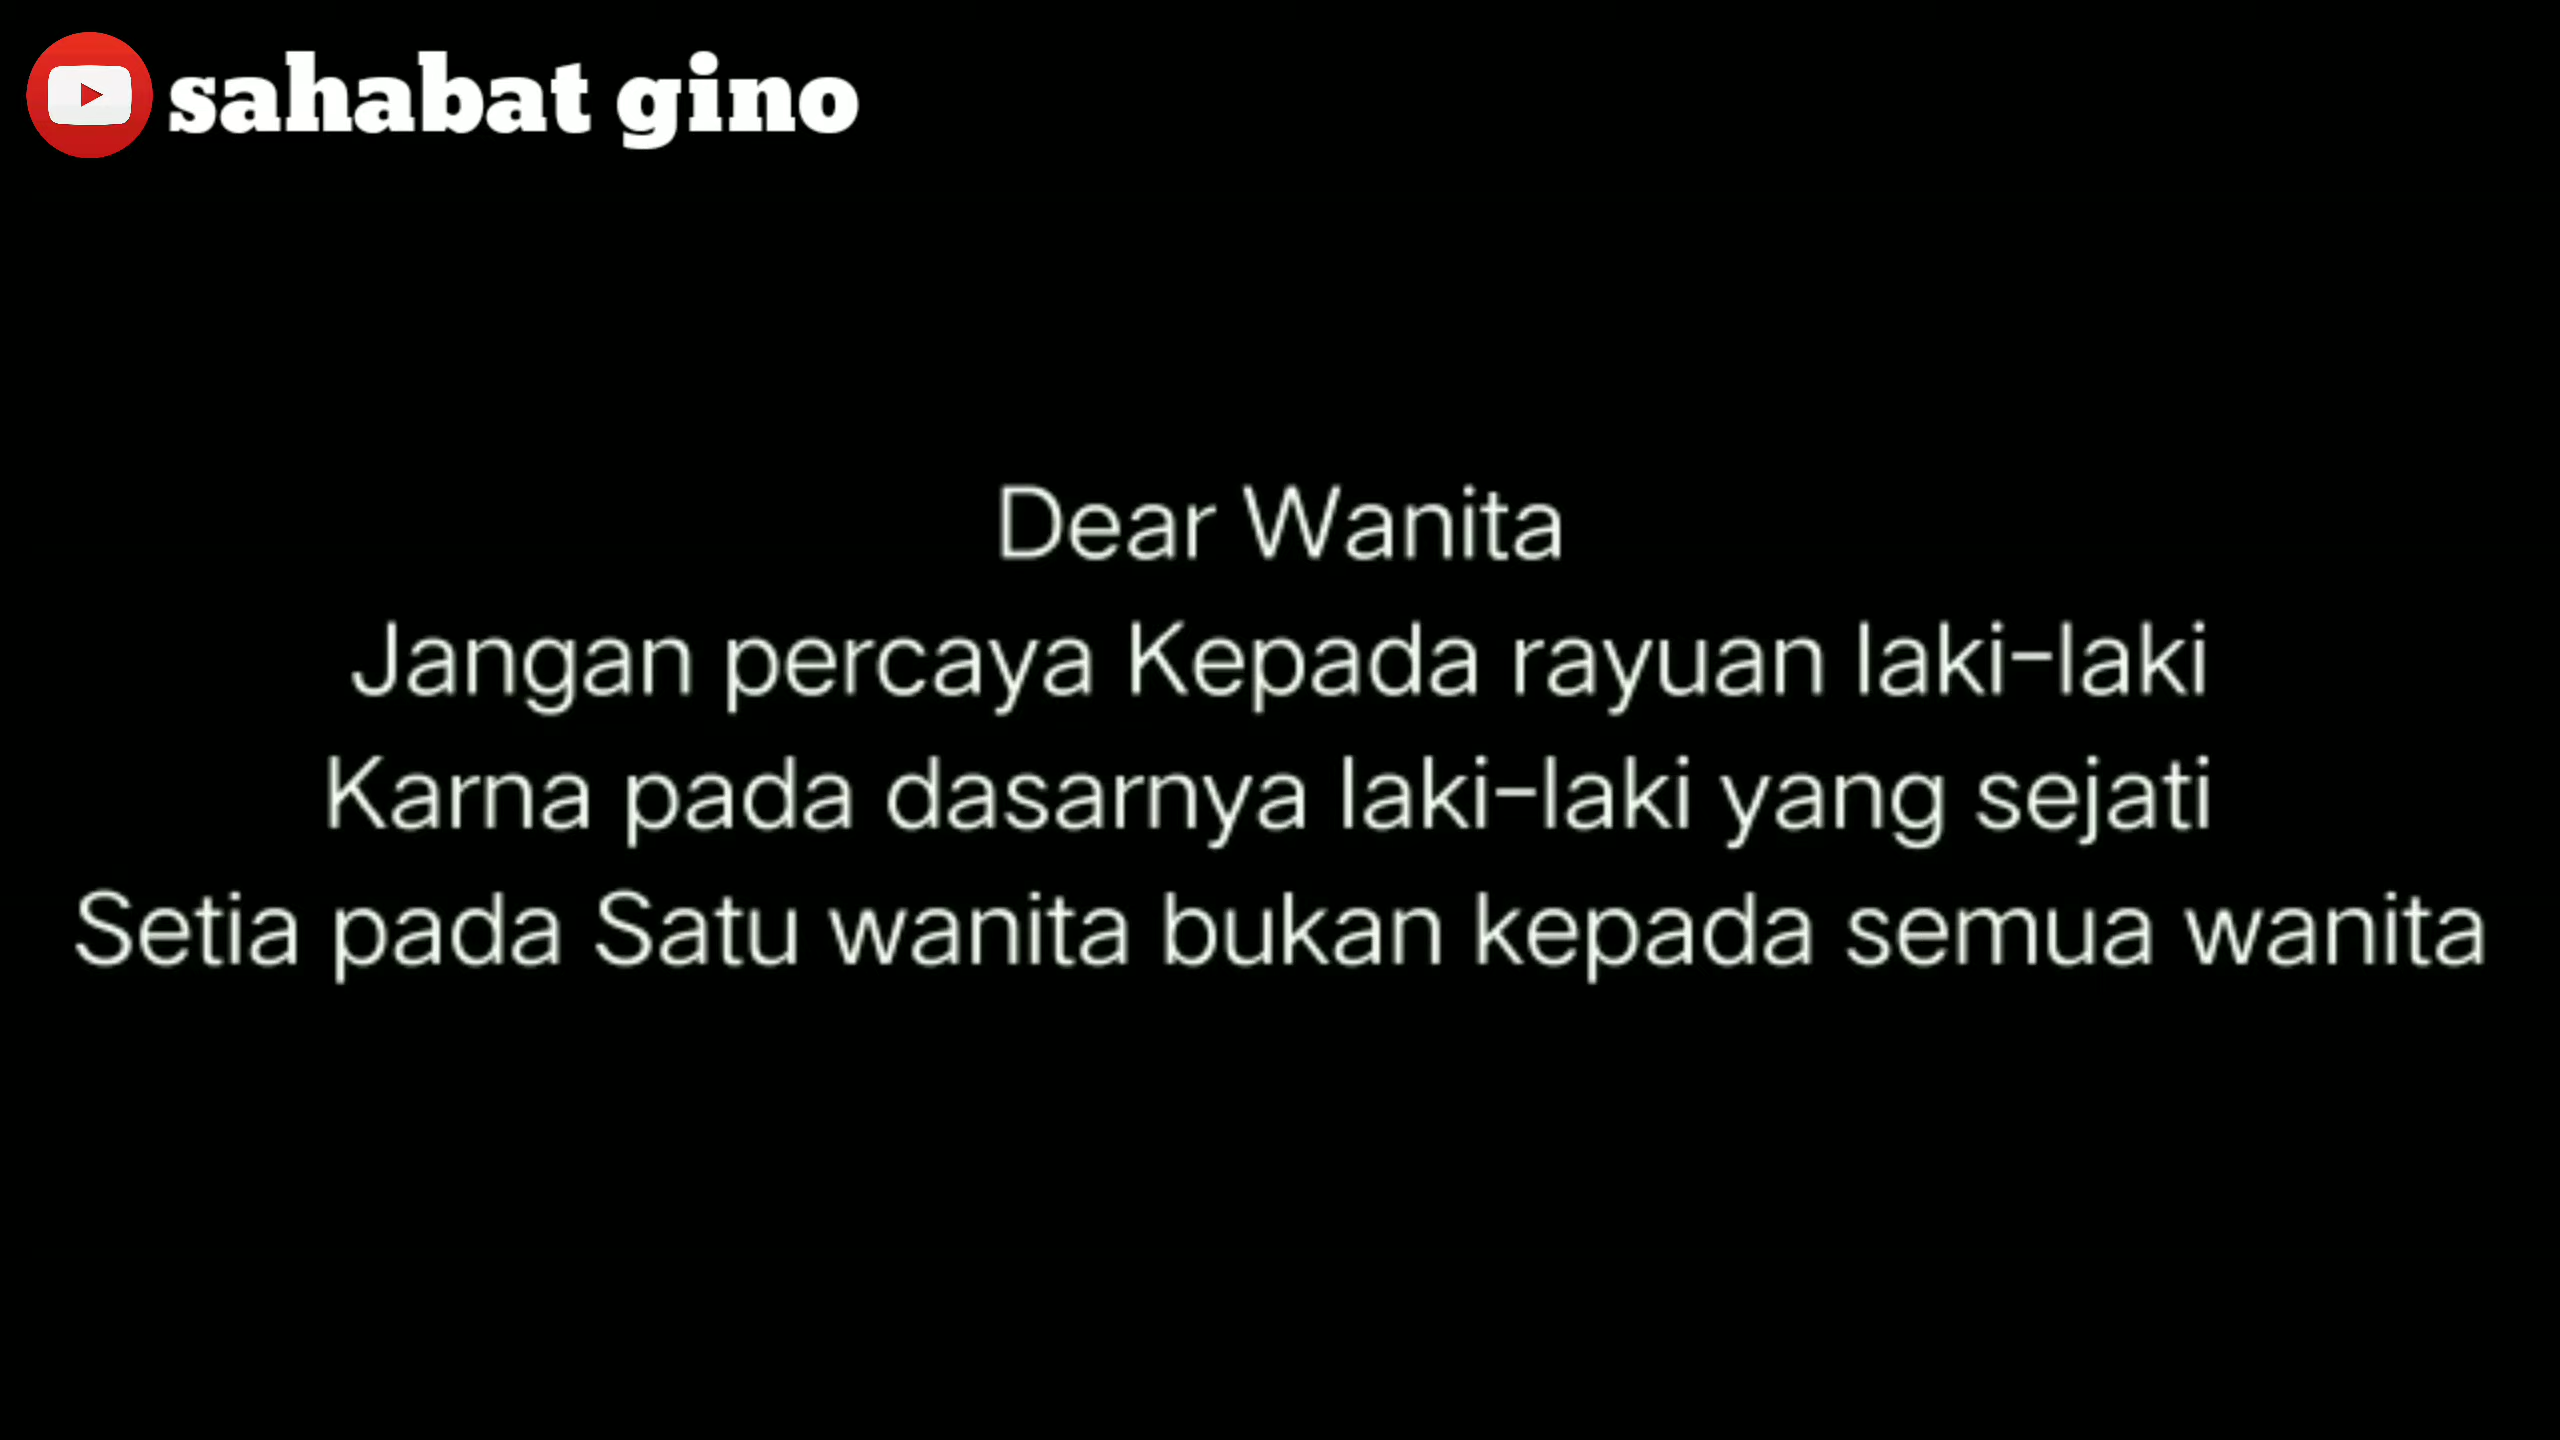 sahabat gino
Dear Wanita
Jangan percaya Kepada rayuan laki-laki
Karna pada dasarnya laki-laki yang sejati
Setia pada Satu wanita bukan kepada semua wanita